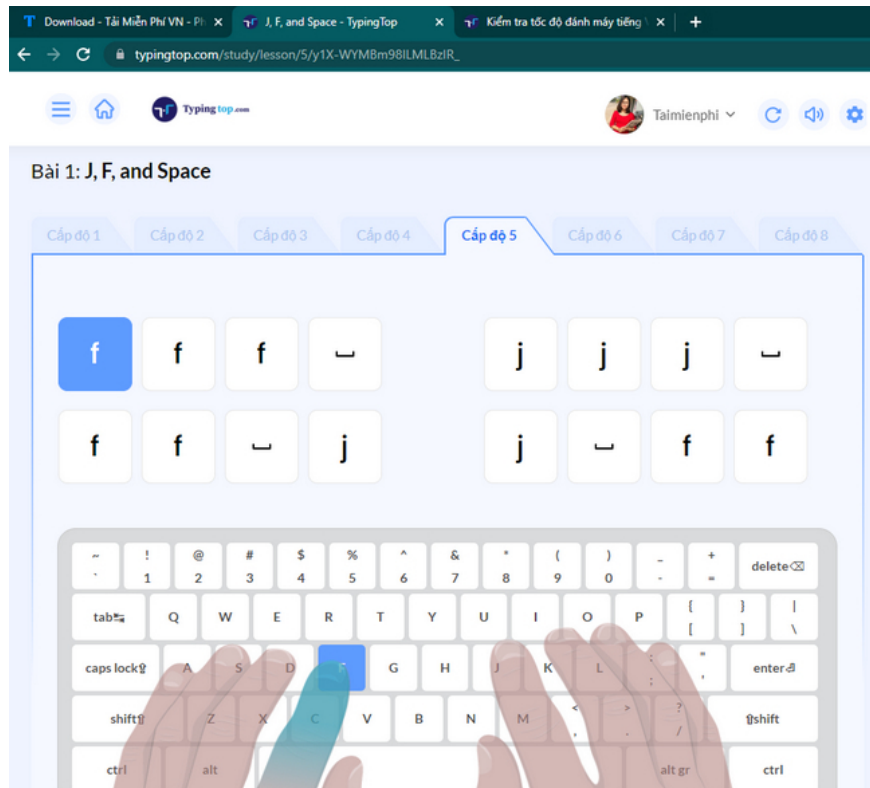 Download - Tải Miễn Phí VN - Ph
J, F, and Space - TypingTop
Kiểm tra tốc độ đánh máy tiếng
typingtop.com/study/lesson/5/y1X-WYMBm98ILMLBzIR_
Typing top.com
Taimienphi
Bài 1: J, F, and Space
Cấp độ 1 Cấp độ 2 Cấp độ 3 Cấp độ 4 Cấp độ 5 Cấp độ 6 Cấp độ 7 Cấp độ 8
f f f ⎵ j j j ⎵
f f ⎵ j j ⎵ f f
~ ! @ # $ % ^ & * ( ) _ +
` 1 2 3 4 5 6 7 8 9 0 - = delete
tab Q W E R T Y U I O P { } |
[ ] \
caps lock A S D F G H J K L : " enter
; '
shift Z X C V B N M < > ? shift
, . /
ctrl alt alt gr ctrl